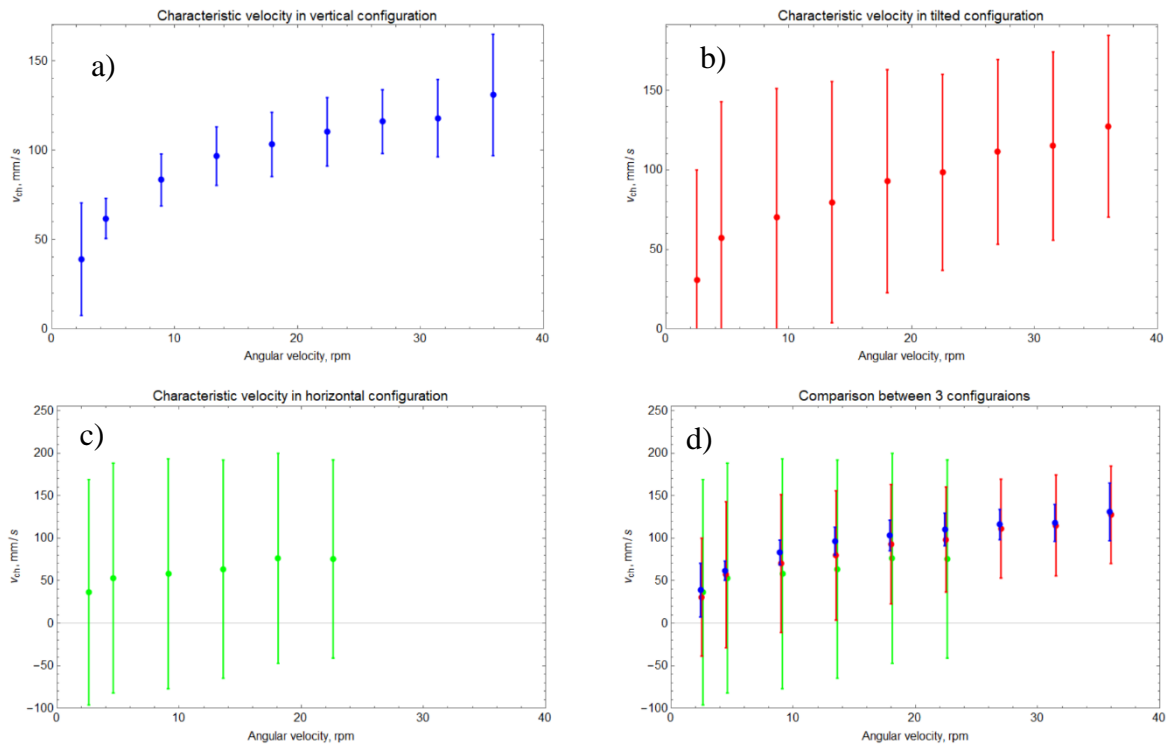 Characteristic velocity in vertical configuration
a)
150
100
50
0
v_ch, mm/s
0 10 20 30 40
Angular velocity, rpm
Characteristic velocity in tilted configuration
b)
150
100
50
0
v_ch, mm/s
0 10 20 30 40
Angular velocity, rpm
Characteristic velocity in horizontal configuration
c)
250
200
150
100
50
0
−50
−100
v_ch, mm/s
0 10 20 30 40
Angular velocity, rpm
Comparison between 3 configuraions
d)
250
200
150
100
50
0
−50
−100
v_ch, mm/s
0 10 20 30 40
Angular velocity, rpm